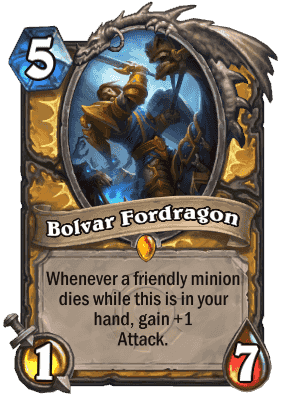 5
Bolvar Fordragon
Whenever a friendly minion
dies while this is in your
hand, gain +1
Attack.
1
7